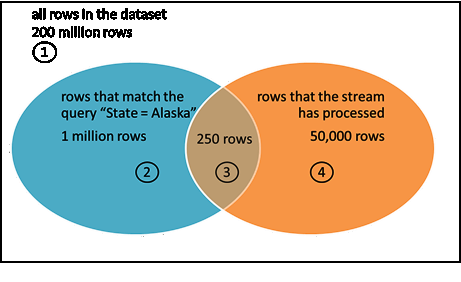 all rows in the dataset
200 million rows
1
rows that match the
query "State = Alaska"
1 million rows
2
250 rows
3
rows that the stream
has processed
50,000 rows
4